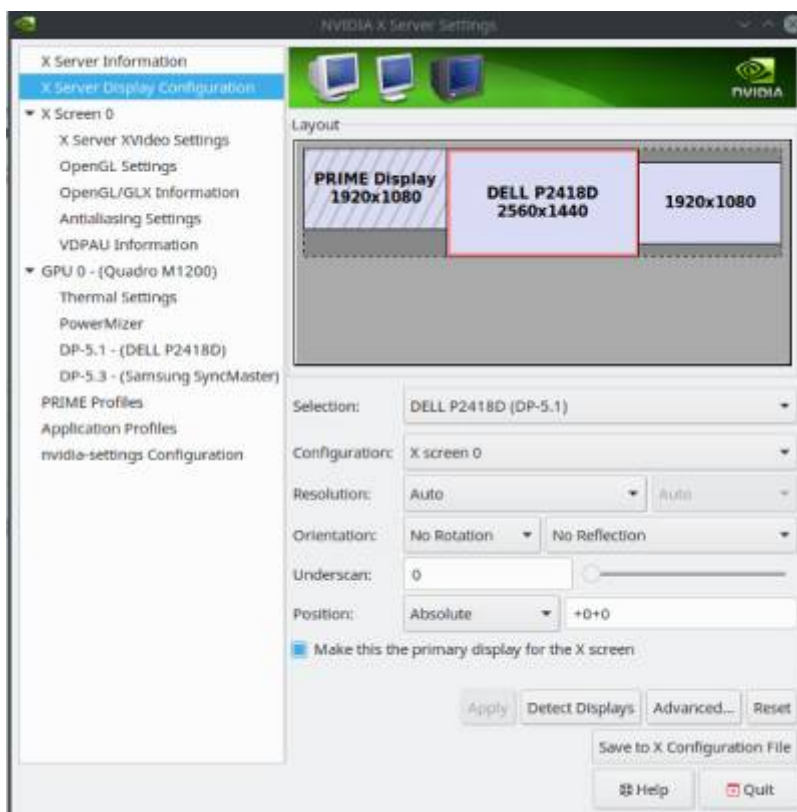 NVIDIA X Server Settings
X Server Information
X Server Display Configuration
X Screen 0
X Server XVideo Settings
OpenGL Settings
OpenGL/GLX Information
Antialiasing Settings
VDPAU Information
GPU 0 - (Quadro M1200)
Thermal Settings
PowerMizer
DP-5.1 - (DELL P2418D)
DP-5.3 - (Samsung SyncMaster)
PRIME Profiles
Application Profiles
nvidia-settings Configuration
NVIDIA
Layout
PRIME Display
1920x1080
DELL P2418D
2560x1440
1920x1080
Selection: DELL P2418D (DP-5.1)
Configuration: X screen 0
Resolution: Auto Auto
Orientation: No Rotation No Reflection
Underscan: 0
Position: Absolute +0+0
Make this the primary display for the X screen
Apply Detect Displays Advanced... Reset
Save to X Configuration File
Help Quit